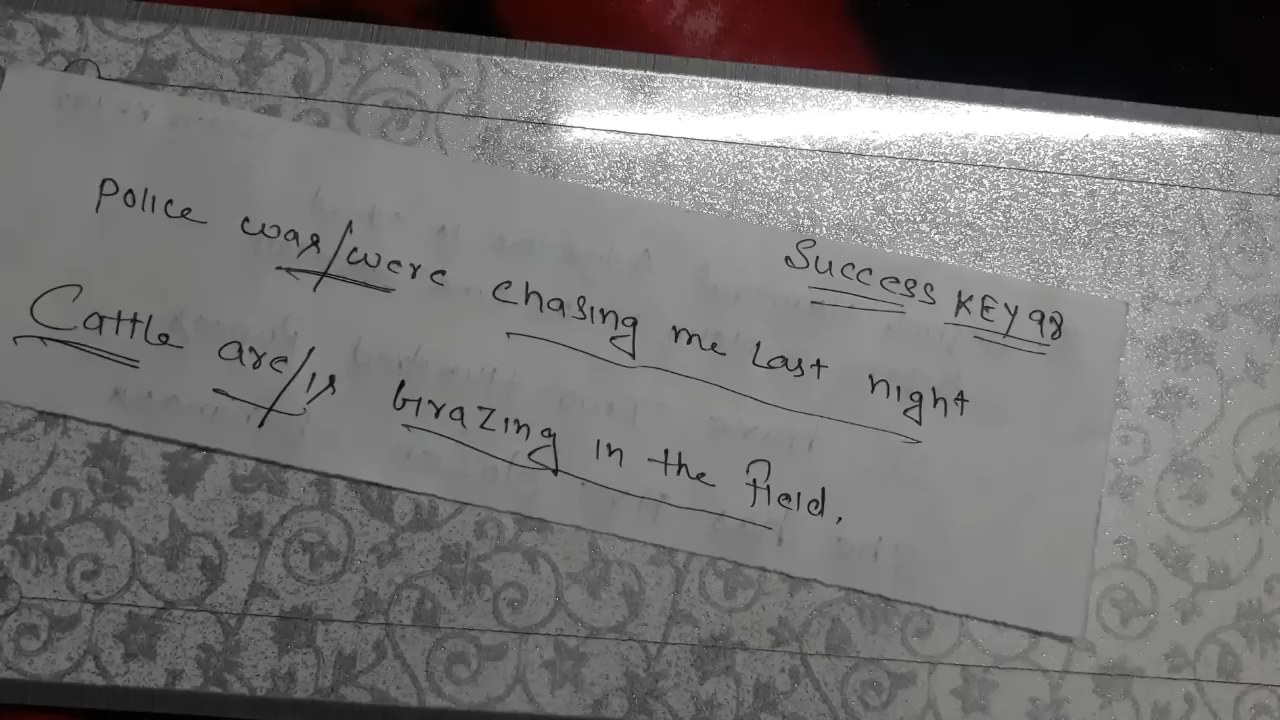 Success KEY98
Police was/were chasing me Last night
Cattle are/is Grazing in the field.